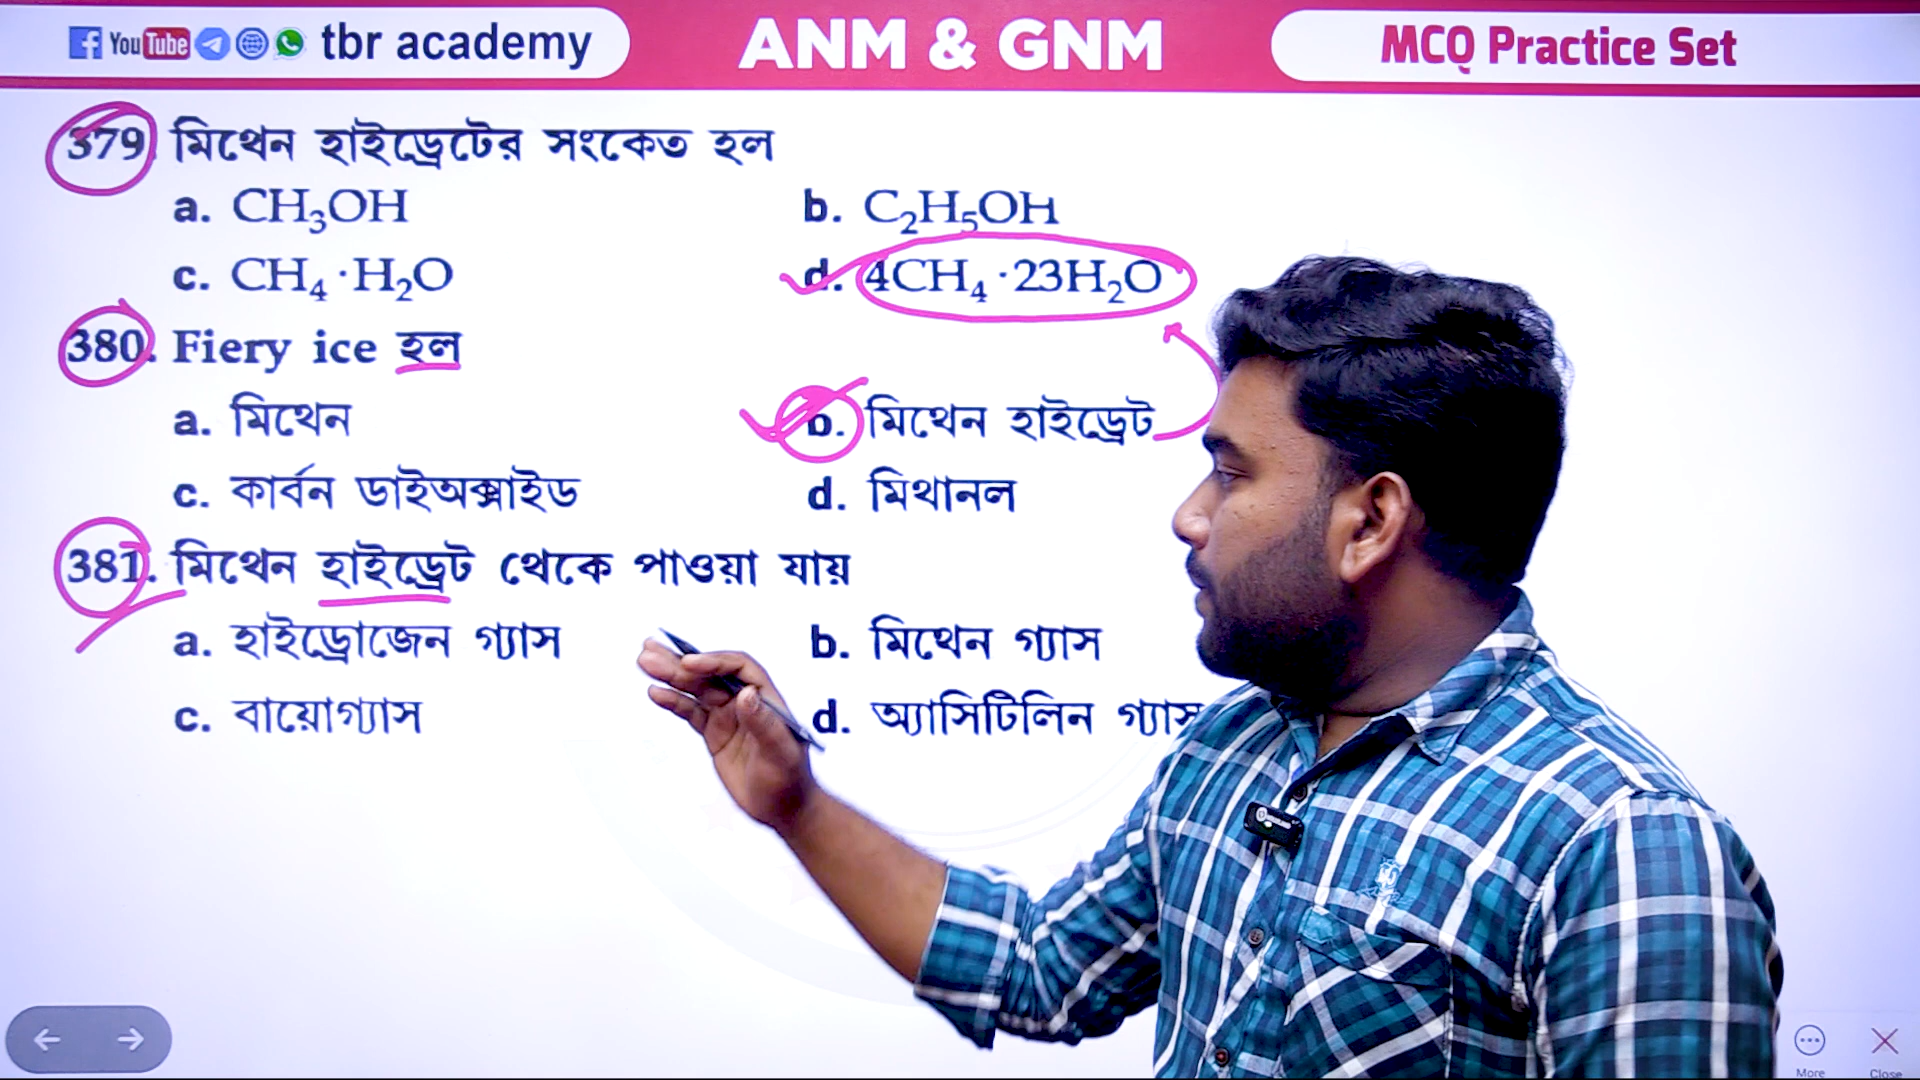 f YouTube tbr academy ANM & GNM MCQ Practice Set
379. মিথেন হাইড্রেটের সংকেত হল
a. CH₃OH b. C₂H₅OH
c. CH₄·H₂O d. 4CH₄·23H₂O
380. Fiery ice হল
a. মিথেন b. মিথেন হাইড্রেট
c. কার্বন ডাইঅক্সাইড d. মিথানল
381. মিথেন হাইড্রেট থেকে পাওয়া যায়
a. হাইড্রোজেন গ্যাস b. মিথেন গ্যাস
c. বায়োগ্যাস d. অ্যাসিটিলিন গ্যাস
More Close